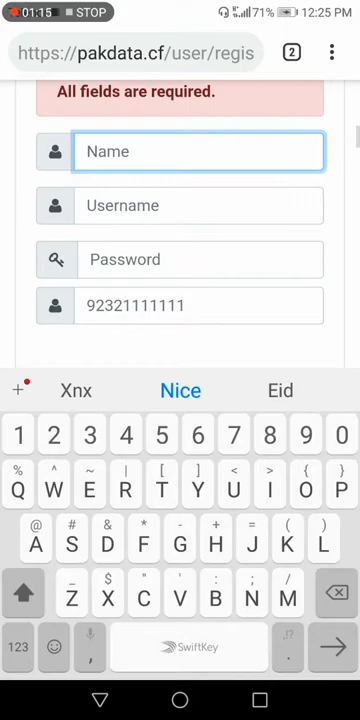 01:15 STOP 71% 12:25 PM
https://pakdata.cf/user/regis 2
All fields are required.
Name
Username
Password
92321111111
+ Xnx Nice Eid
1 2 3 4 5 6 7 8 9 0
% ^ ~ | [ ] < > { }
Q W E R T Y U I O P
@ # & * - + = ( )
A S D F G H J K L
_ $ " ' : ; /
Z X C V B N M
123 , SwiftKey ,!? .